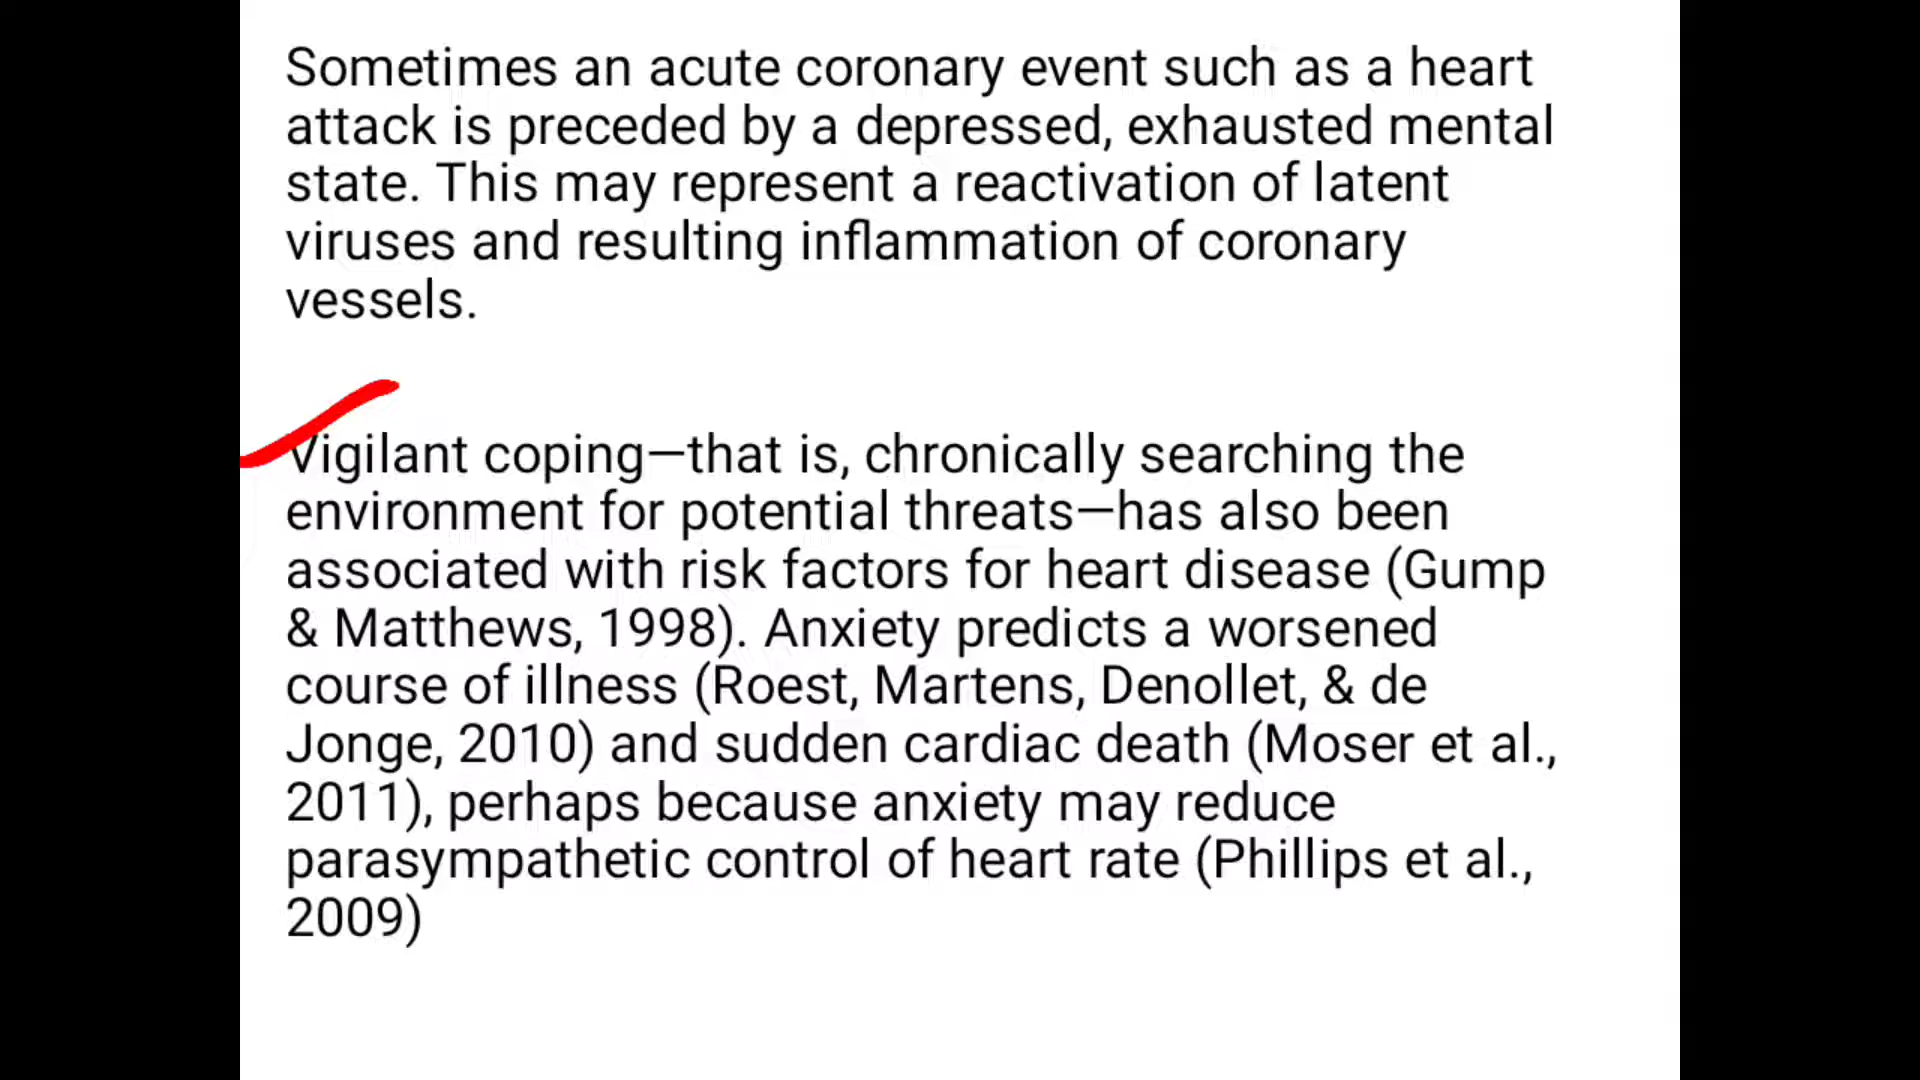 Sometimes an acute coronary event such as a heart
attack is preceded by a depressed, exhausted mental
state. This may represent a reactivation of latent
viruses and resulting inflammation of coronary
vessels.
Vigilant coping—that is, chronically searching the
environment for potential threats—has also been
associated with risk factors for heart disease (Gump
& Matthews, 1998). Anxiety predicts a worsened
course of illness (Roest, Martens, Denollet, & de
Jonge, 2010) and sudden cardiac death (Moser et al.,
2011), perhaps because anxiety may reduce
parasympathetic control of heart rate (Phillips et al.,
2009)